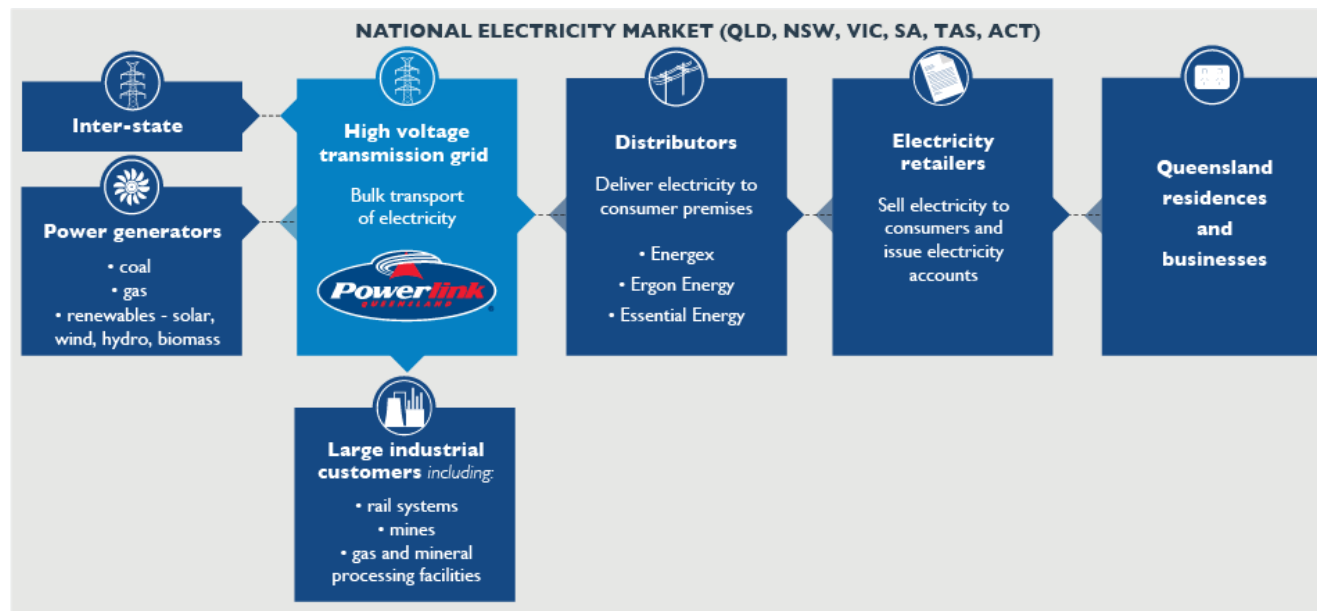 NATIONAL ELECTRICITY MARKET (QLD, NSW, VIC, SA, TAS, ACT)
Inter-state
Power generators
• coal
• gas
• renewables - solar,
wind, hydro, biomass
High voltage
transmission grid
Bulk transport
of electricity
Powerlink
QUEENSLAND
®
Large industrial
customers including:
• rail systems
• mines
• gas and mineral
processing facilities
Distributors
Deliver electricity to
consumer premises
• Energex
• Ergon Energy
• Essential Energy
Electricity
retailers
Sell electricity to
consumers and
issue electricity
accounts
Queensland
residences
and
businesses